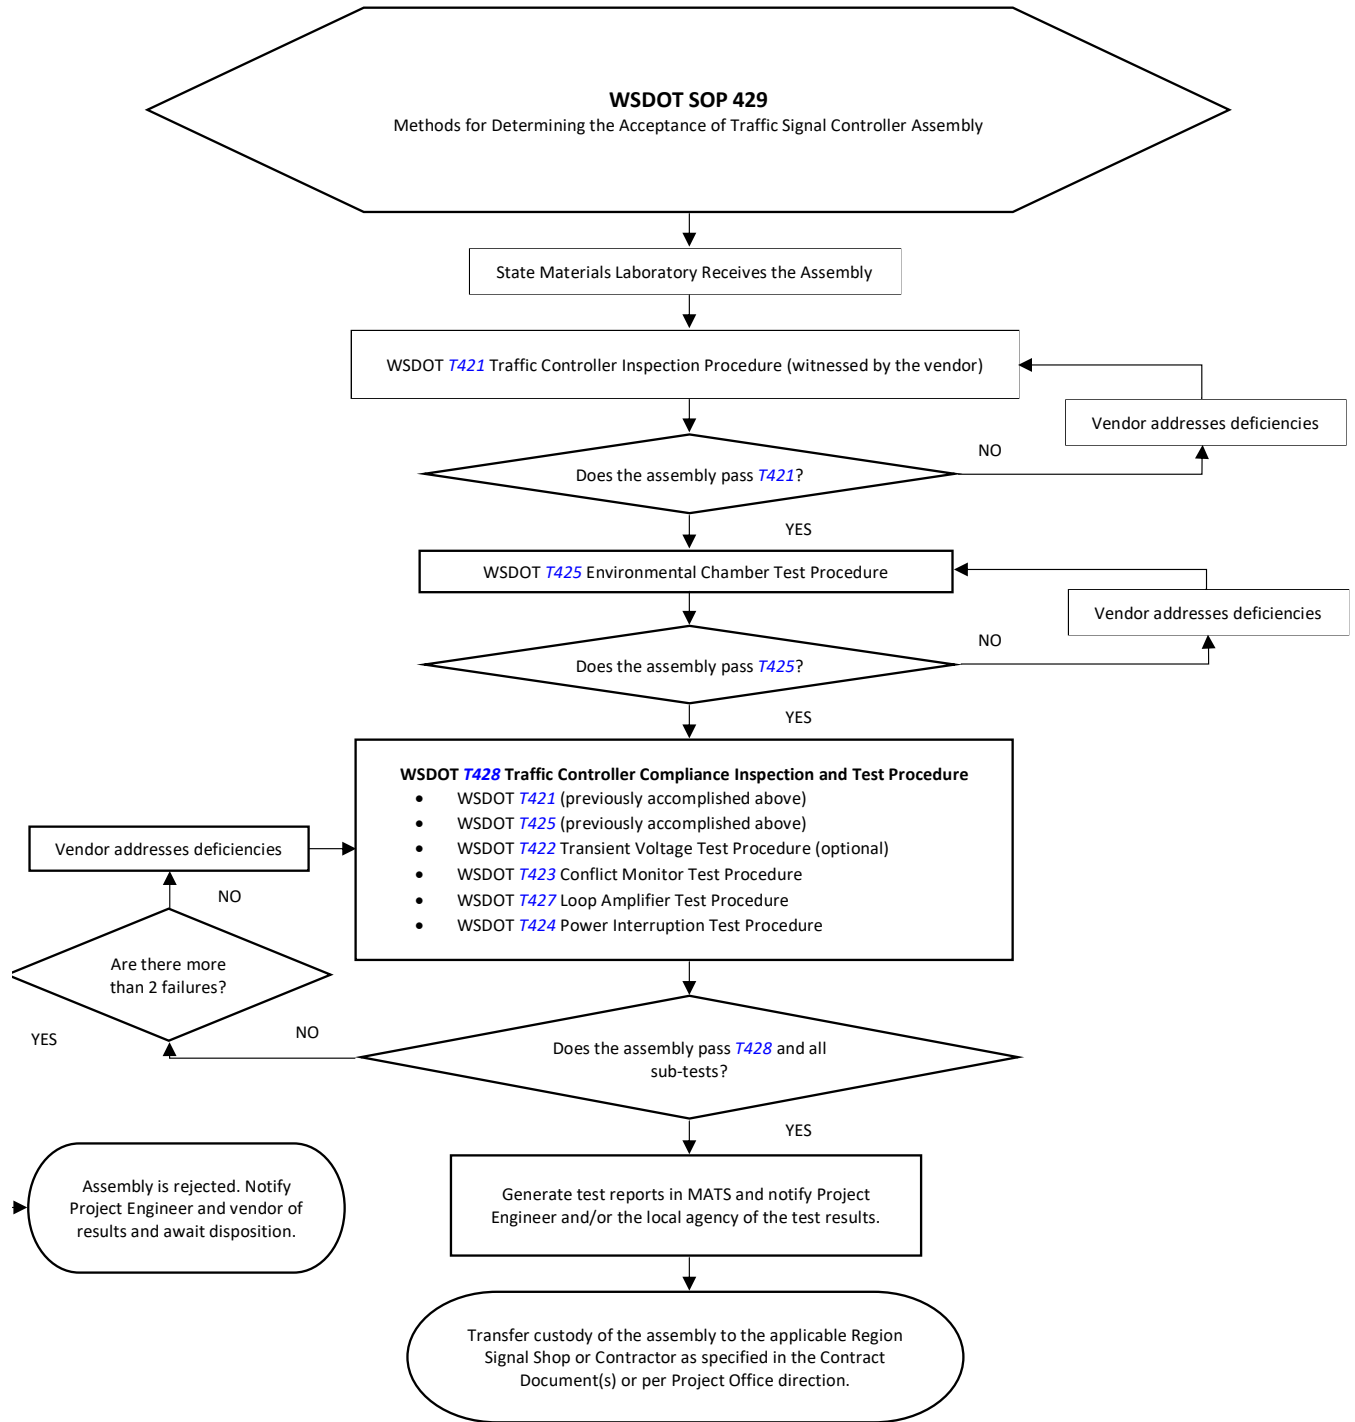 WSDOT SOP 429
Methods for Determining the Acceptance of Traffic Signal Controller Assembly
State Materials Laboratory Receives the Assembly
WSDOT T421 Traffic Controller Inspection Procedure (witnessed by the vendor)
Vendor addresses deficiencies
NO
Does the assembly pass T421?
YES
WSDOT T425 Environmental Chamber Test Procedure
Vendor addresses deficiencies
NO
Does the assembly pass T425?
YES
WSDOT T428 Traffic Controller Compliance Inspection and Test Procedure
• WSDOT T421 (previously accomplished above)
• WSDOT T425 (previously accomplished above)
• WSDOT T422 Transient Voltage Test Procedure (optional)
• WSDOT T423 Conflict Monitor Test Procedure
• WSDOT T427 Loop Amplifier Test Procedure
• WSDOT T424 Power Interruption Test Procedure
Vendor addresses deficiencies
NO
Are there more
than 2 failures?
YES
NO
Does the assembly pass T428 and all
sub-tests?
YES
Assembly is rejected. Notify
Project Engineer and vendor of
results and await disposition.
Generate test reports in MATS and notify Project
Engineer and/or the local agency of the test results.
Transfer custody of the assembly to the applicable Region
Signal Shop or Contractor as specified in the Contract
Document(s) or per Project Office direction.